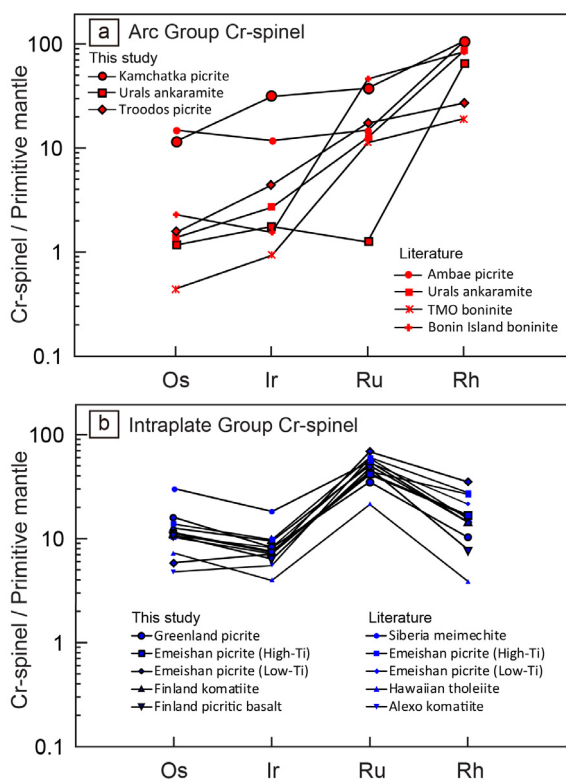 a Arc Group Cr-spinel
This study
Kamchatka picrite
Urals ankaramite
Troodos picrite
100
10
1
0.1
Cr-spinel / Primitive mantle
Literature
Ambae picrite
Urals ankaramite
TMO boninite
Bonin Island boninite
Os Ir Ru Rh
b Intraplate Group Cr-spinel
100
10
1
0.1
Cr-spinel / Primitive mantle
This study
Greenland picrite
Emeishan picrite (High-Ti)
Emeishan picrite (Low-Ti)
Finland komatiite
Finland picritic basalt
Literature
Siberia meimechite
Emeishan picrite (High-Ti)
Emeishan picrite (Low-Ti)
Hawaiian tholeiite
Alexo komatiite
Os Ir Ru Rh